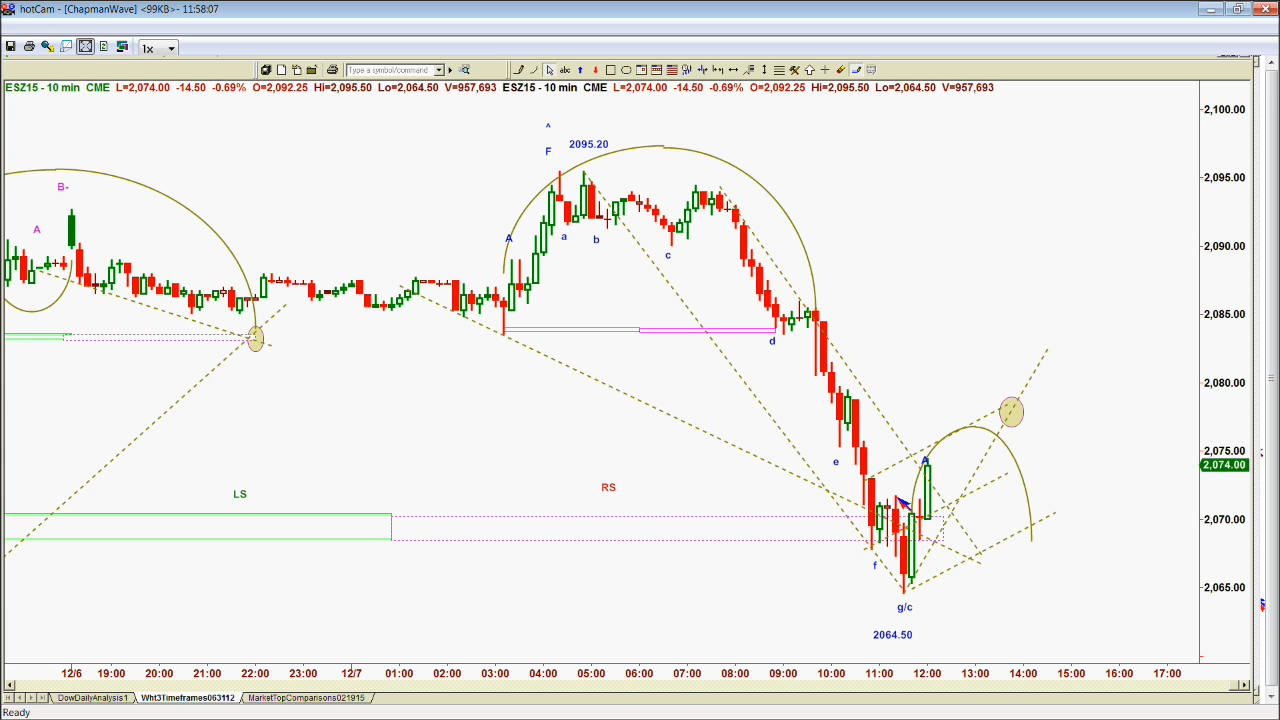 hotCam - [ChapmanWave] <99KB>- 11:58:07
1x
Type a symbol/command
abc
ESZ15 - 10 min CME L=2,074.00 -14.50 -0.69% O=2,092.25 Hi=2,095.50 Lo=2,064.50 V=957,693 ESZ15 - 10 min CME L=2,074.00 -14.50 -0.69% O=2,092.25 Hi=2,095.50 Lo=2,064.50 V=957,693
2,100.00
^
F 2095.20
2,095.00
B-
A
A a b
2,090.00
c
2,085.00
d
2,080.00
2,075.00
e A
2,074.00
LS RS
2,070.00
f
2,065.00
g/c
2064.50
12/6 19:00 20:00 21:00 22:00 23:00 12/7 01:00 02:00 03:00 04:00 05:00 06:00 07:00 08:00 09:00 10:00 11:00 12:00 13:00 14:00 15:00 16:00 17:00
DowDailyAnalysis1 Wht3Timeframes063112 MarketTopComparisons021915
Ready